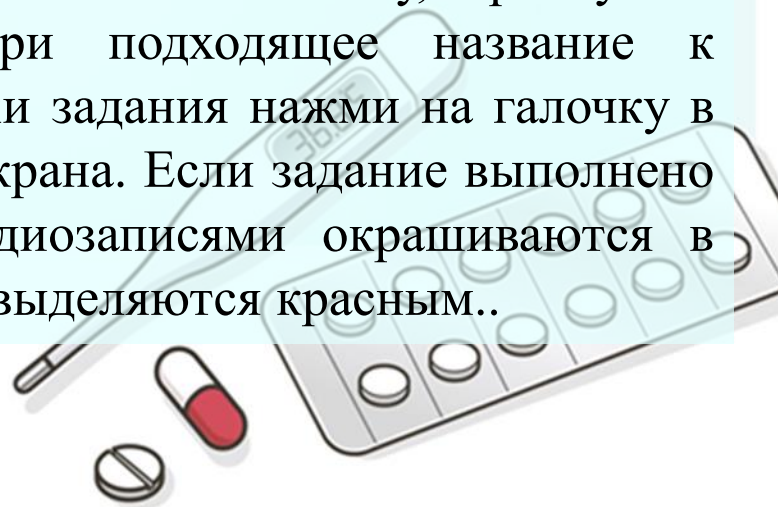 ри подходящее название к
и задания нажми на галочку в
крана. Если задание выполнено
диозаписями окрашиваются в
выделяются красным..